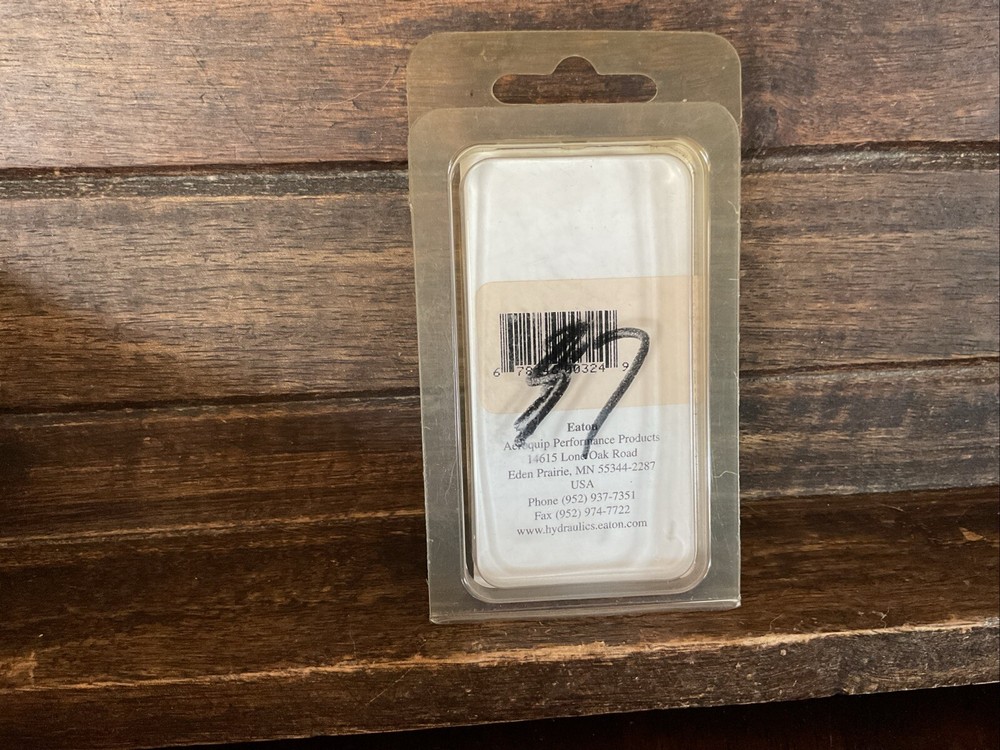 Eaton
Aeroquip Performance Products
14615 Lone Oak Road
Eden Prairie, MN 55344-2287
USA
Phone (952) 937-7351
Fax (952) 974-7722
www.hydraulics.eaton.com